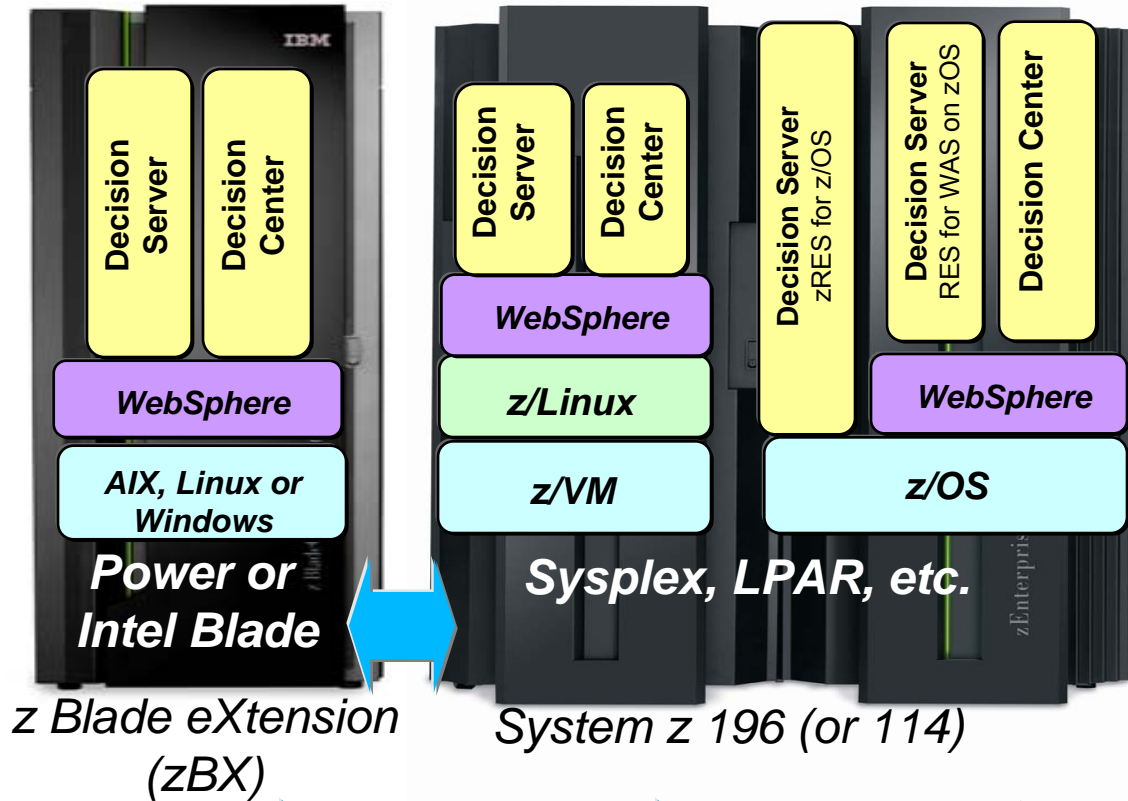 IBM
Decision
Server
Decision
Center
WebSphere
AIX, Linux or
Windows
Power or
Intel Blade
z Blade eXtension
(zBX)
Decision
Server
Decision
Center
WebSphere
z/Linux
z/VM
Decision Server
zRES for z/OS
Decision Server
RES for WAS on zOS
Decision Center
WebSphere
z/OS
Sysplex, LPAR, etc.
System z 196 (or 114)